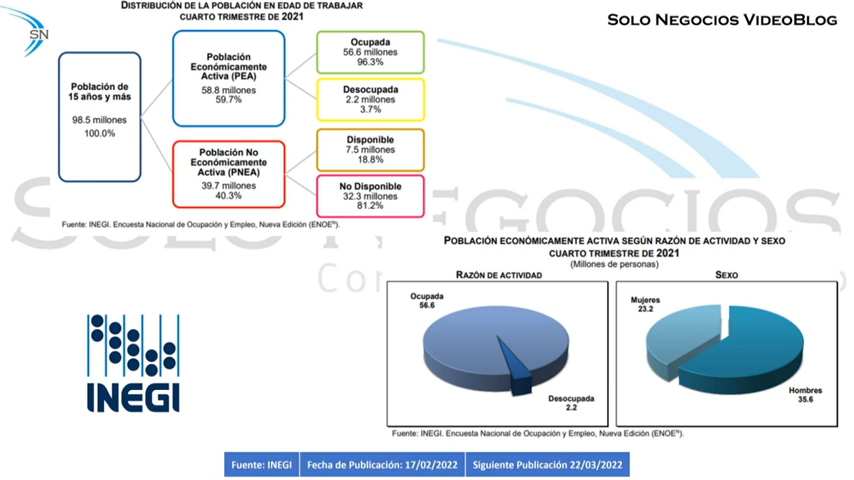 DISTRIBUCIÓN DE LA POBLACIÓN EN EDAD DE TRABAJAR
CUARTO TRIMESTRE DE 2021
SN
SOLO NEGOCIOS VIDEOBLOG
Población de
15 años y más
98.5 millones
100.0%
Población
Económicamente
Activa (PEA)
58.8 millones
59.7%
Ocupada
56.6 millones
96.3%
Desocupada
2.2 millones
3.7%
Población No
Económicamente
Activa (PNEA)
39.7 millones
40.3%
Disponible
7.5 millones
18.8%
No Disponible
32.3 millones
81.2%
Fuente: INEGI. Encuesta Nacional de Ocupación y Empleo, Nueva Edición (ENOEᴺ).
SOLO NEGOCIOS
POBLACIÓN ECONÓMICAMENTE ACTIVA SEGÚN RAZÓN DE ACTIVIDAD Y SEXO
CUARTO TRIMESTRE DE 2021
(Millones de personas)
RAZÓN DE ACTIVIDAD
Ocupada
56.6
Desocupada
2.2
SEXO
Mujeres
23.2
Hombres
35.6
Fuente: INEGI. Encuesta Nacional de Ocupación y Empleo, Nueva Edición (ENOEᴺ).
INEGI
Fuente: INEGI
Fecha de Publicación: 17/02/2022
Siguiente Publicación 22/03/2022